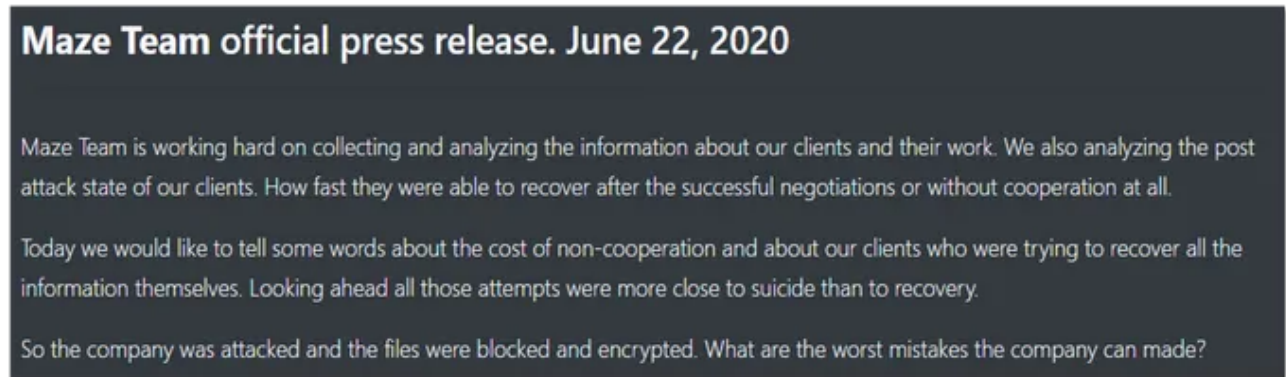 Maze Team official press release. June 22, 2020
Maze Team is working hard on collecting and analyzing the information about our clients and their work. We also analyzing the post
attack state of our clients. How fast they were able to recover after the successful negotiations or without cooperation at all.
Today we would like to tell some words about the cost of non-cooperation and about our clients who were trying to recover all the
information themselves. Looking ahead all those attempts were more close to suicide than to recovery.
So the company was attacked and the files were blocked and encrypted. What are the worst mistakes the company can made?